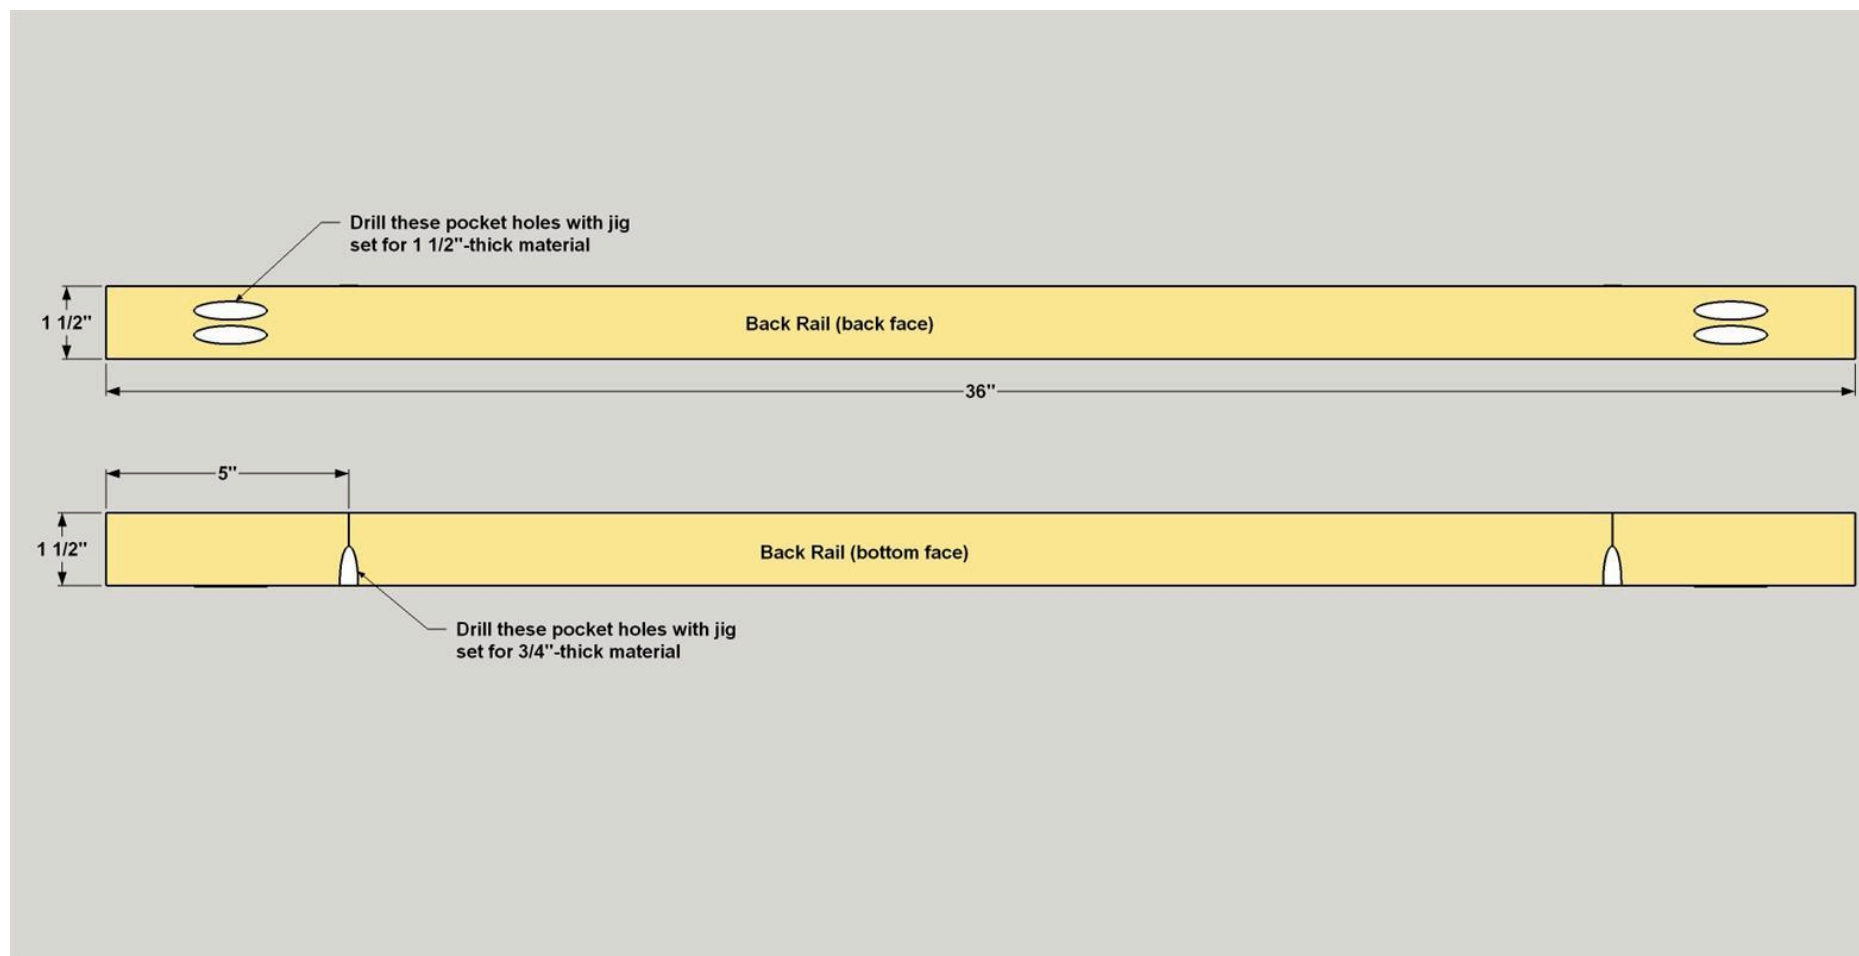 Drill these pocket holes with jig
set for 1 1/2"-thick material
1 1/2"
Back Rail (back face)
36"
5"
1 1/2"
Back Rail (bottom face)
Drill these pocket holes with jig
set for 3/4"-thick material